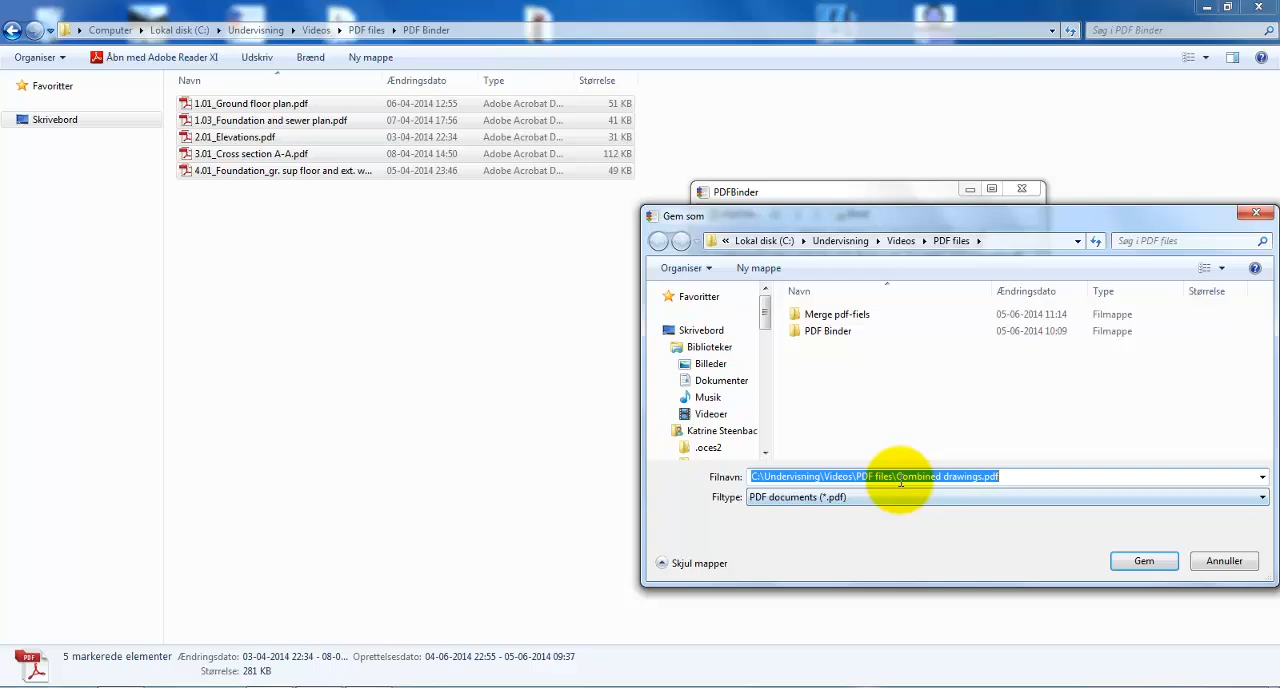 Computer Lokal disk (C:) Undervisning Videos PDF files PDF Binder
Søg i PDF Binder
Organiser Åbn med Adobe Reader XI Udskriv Brænd Ny mappe
Favoritter
Skrivebord
Navn Ændringsdato Type Størrelse
1.01_Ground floor plan.pdf 06-04-2014 12:55 Adobe Acrobat D... 51 KB
1.03_Foundation and sewer plan.pdf 07-04-2014 17:56 Adobe Acrobat D... 41 KB
2.01_Elevations.pdf 03-04-2014 22:34 Adobe Acrobat D... 31 KB
3.01_Cross section A-A.pdf 08-04-2014 14:50 Adobe Acrobat D... 112 KB
4.01_Foundation_gr. sup floor and ext. w... 05-04-2014 23:46 Adobe Acrobat D... 49 KB
PDFBinder
Gem som
« Lokal disk (C:) Undervisning Videos PDF files
Søg i PDF files
Organiser Ny mappe
Favoritter
Skrivebord
Biblioteker
Billeder
Dokumenter
Musik
Videoer
Katrine Steenbac
.oces2
Navn Ændringsdato Type Størrelse
Merge pdf-fiels 05-06-2014 11:14 Filmappe
PDF Binder 05-06-2014 10:09 Filmappe
Filnavn: C:\Undervisning\Videos\PDF files\Combined drawings.pdf
Filtype: PDF documents (*.pdf)
Skjul mapper
Gem Annuller
PDF
5 markerede elementer Ændringsdato: 03-04-2014 22:34 - 08-0... Oprettelsesdato: 04-06-2014 22:55 - 05-06-2014 09:37
Størrelse: 281 KB